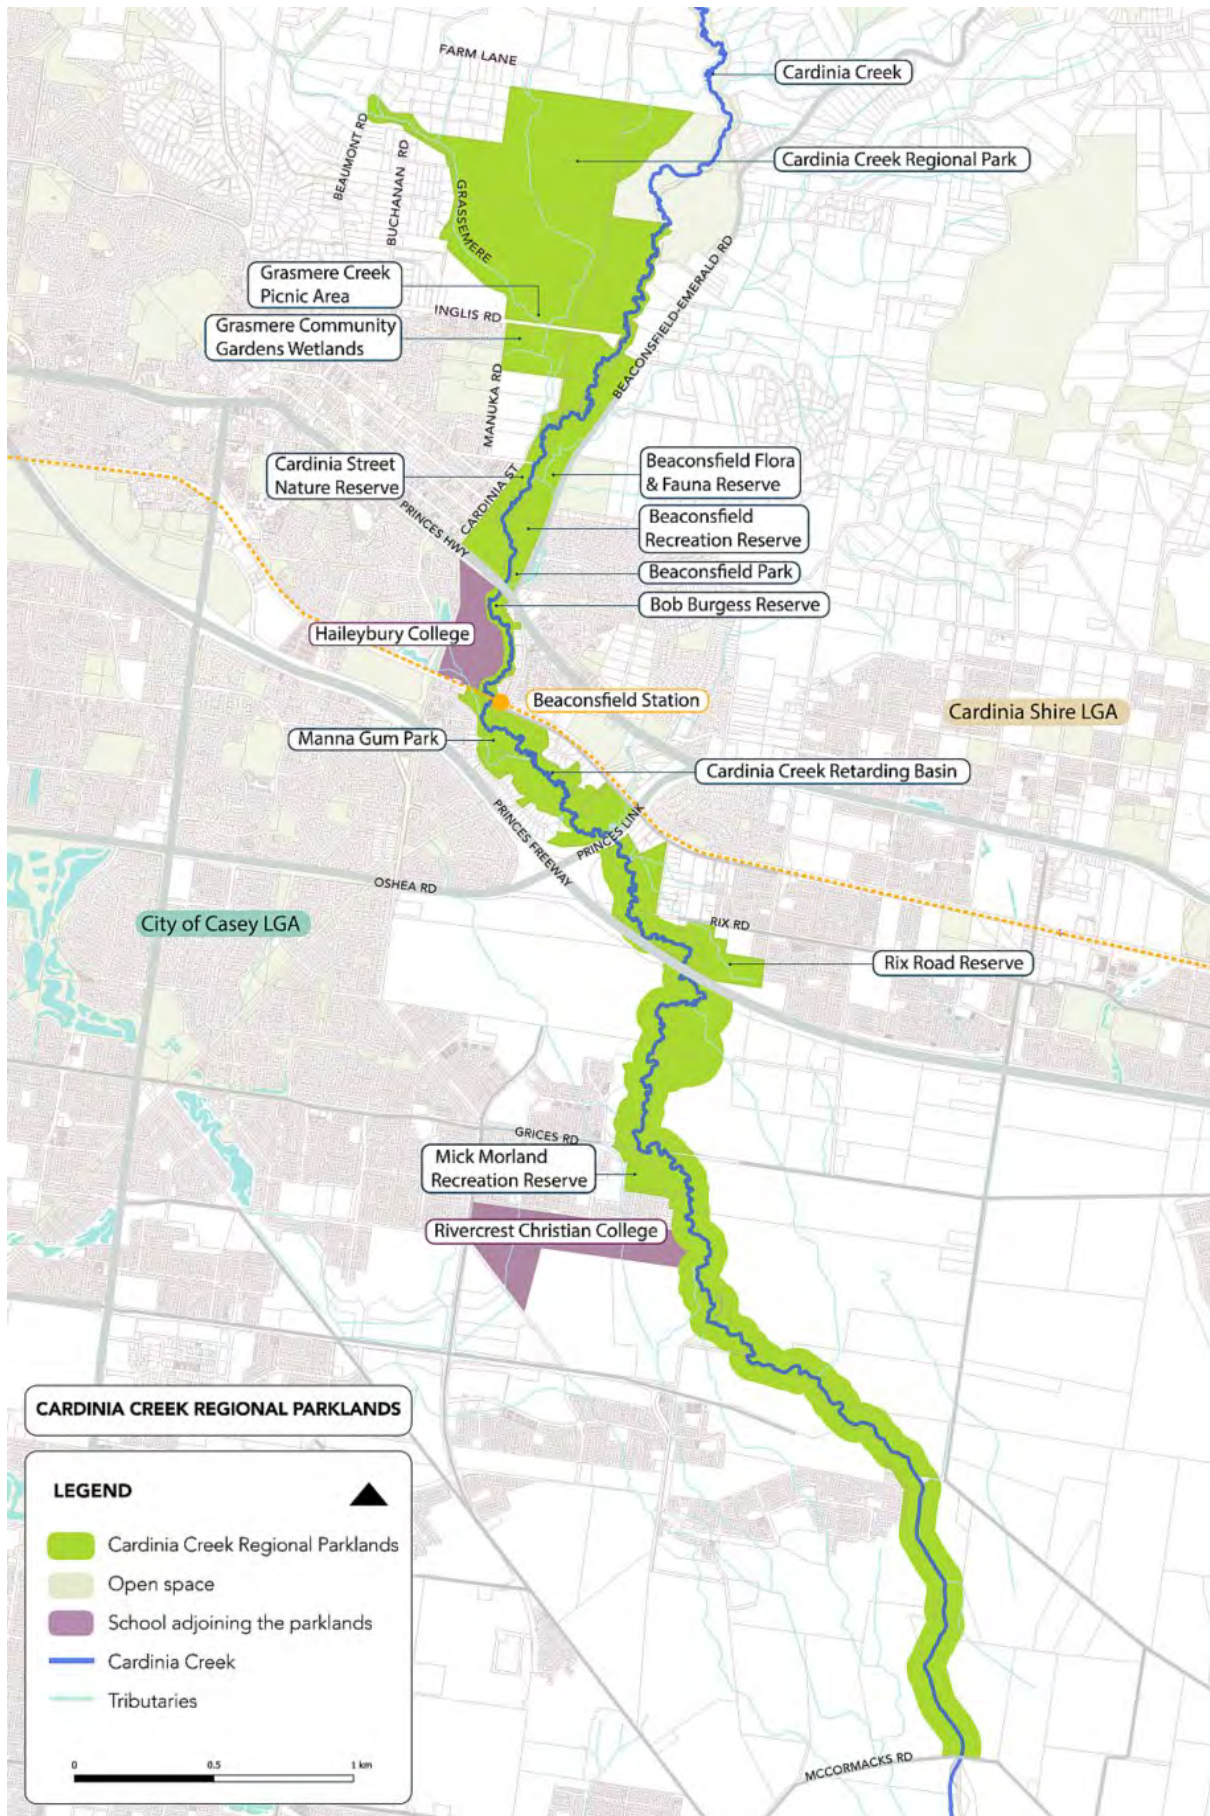 FARM LANE
Cardinia Creek
BEAUMONT RD
BUCHANAN RD
Cardinia Creek Regional Park
GRASSEMERE
BEACONSFIELD-EMERALD RD
Grasmere Creek
Picnic Area
INGLIS RD
Grasmere Community
Gardens Wetlands
MANUKA RD
Cardinia Street
Nature Reserve
CARDINIA ST
Beaconsfield Flora
& Fauna Reserve
PRINCES HWY
Beaconsfield
Recreation Reserve
Beaconsfield Park
Bob Burgess Reserve
Haileybury College
Beaconsfield Station
Cardinia Shire LGA
Manna Gum Park
Cardinia Creek Retarding Basin
PRINCES FREEWAY
PRINCES LINK
OSHEA RD
City of Casey LGA
RIX RD
Rix Road Reserve
GRICES RD
Mick Morland
Recreation Reserve
Rivercrest Christian College
CARDINIA CREEK REGIONAL PARKLANDS
LEGEND
Cardinia Creek Regional Parklands
Open space
School adjoining the parklands
Cardinia Creek
Tributaries
0 0.5 1 km
MCCORMACKS RD